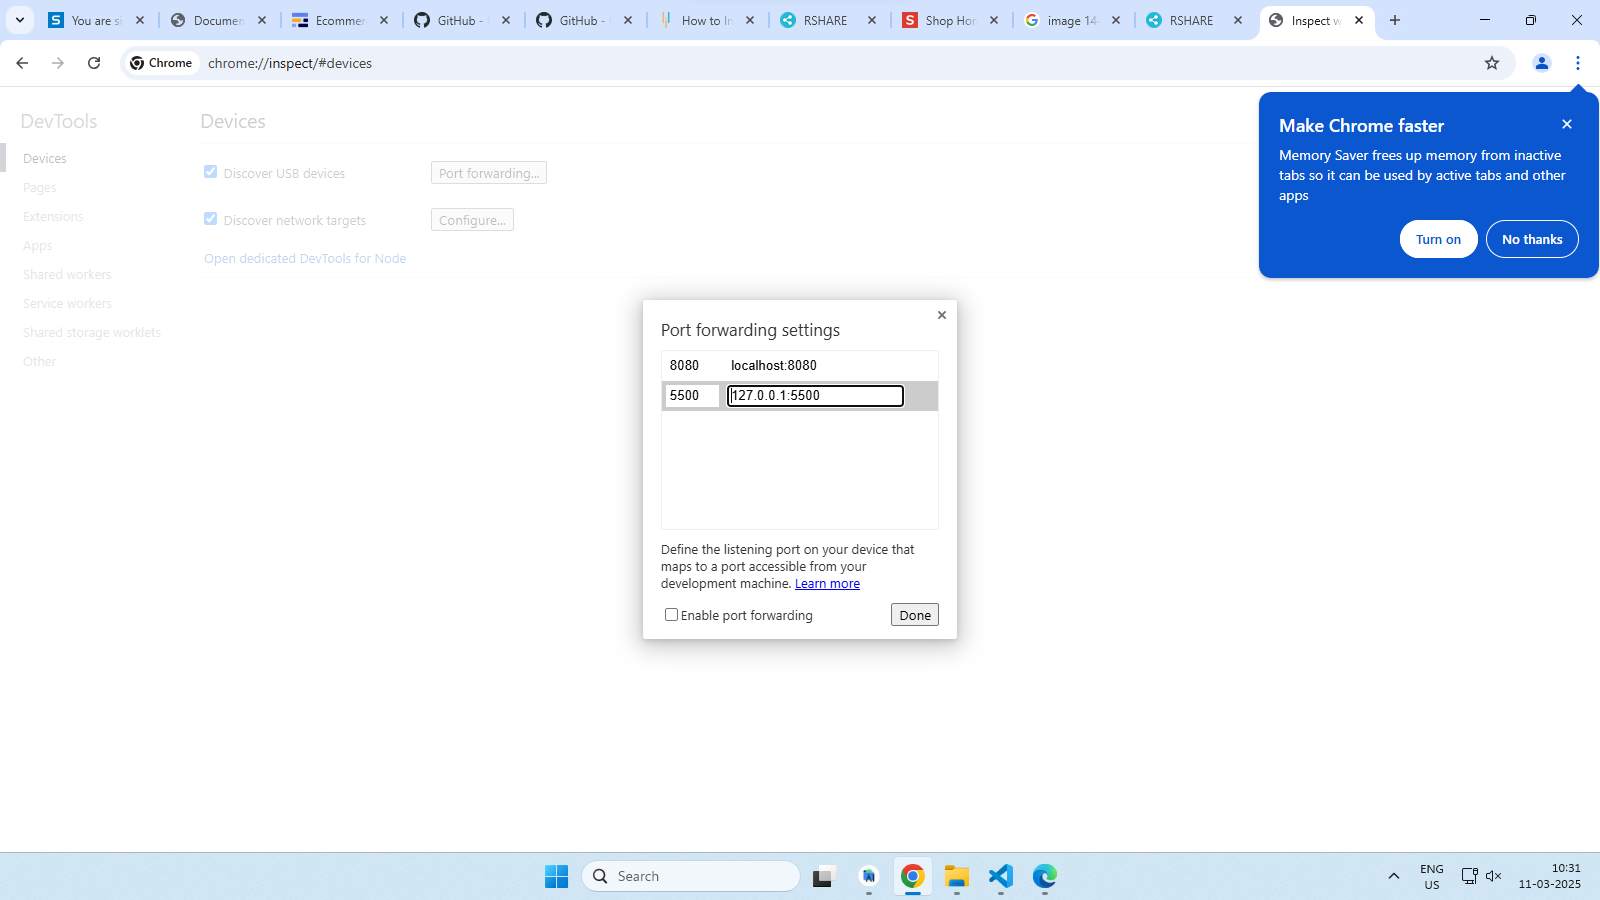 You are si
Documen
Ecommer
GitHub -
GitHub -
How to In
RSHARE
Shop Hon
image 14
RSHARE
Inspect w
Chrome
chrome://inspect/#devices
Make Chrome faster
Memory Saver frees up memory from inactive
tabs so it can be used by active tabs and other
apps
Turn on
No thanks
DevTools
Devices
Pages
Extensions
Apps
Shared workers
Service workers
Shared storage worklets
Other
Devices
Discover USB devices
Port forwarding...
Discover network targets
Configure...
Open dedicated DevTools for Node
Port forwarding settings
8080 localhost:8080
5500 127.0.0.1:5500
Define the listening port on your device that
maps to a port accessible from your
development machine. Learn more
Enable port forwarding
Done
Search
ENG
US
10:31
11-03-2025